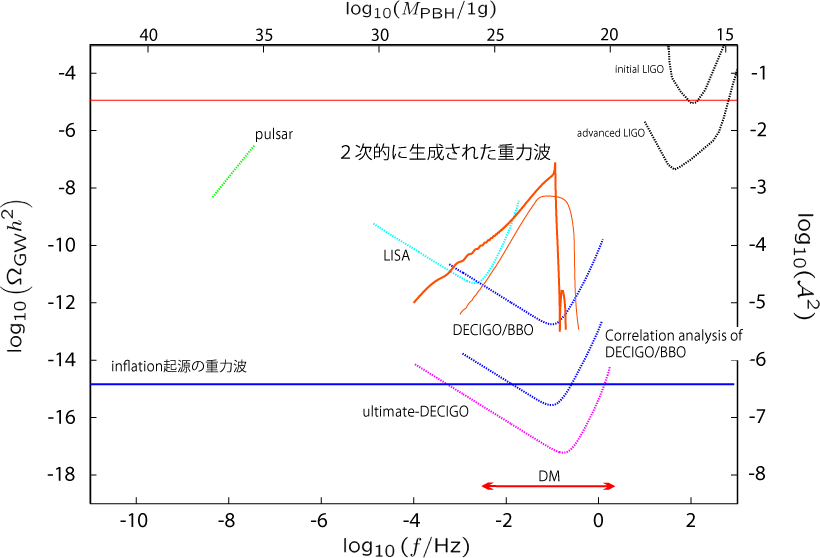 log10(MPBH/1g)
40 35 30 25 20 15
-4
-6
-8
-10
-12
-14
-16
-18
log10(ΩGWh²)
-1
-2
-3
-4
-5
-6
-7
-8
log10(𝒜²)
initial LIGO
advanced LIGO
pulsar
2次的に生成された重力波
LISA
DECIGO/BBO
Correlation analysis of
DECIGO/BBO
inflation起源の重力波
ultimate-DECIGO
DM
-10 -8 -6 -4 -2 0 2
log10(f/Hz)